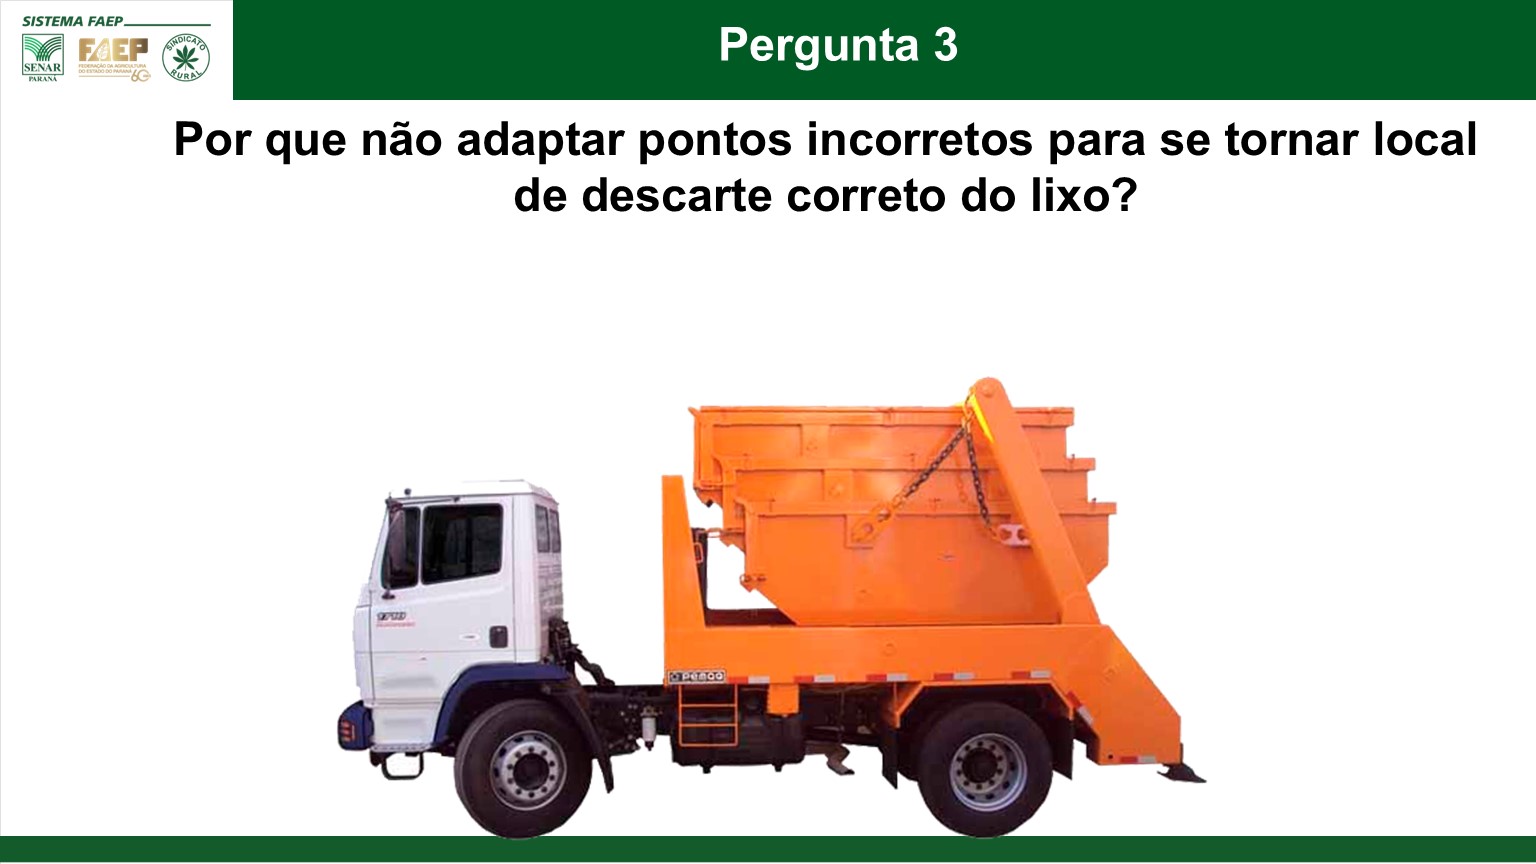 SISTEMA FAEP
SENAR
PARANÁ
FAEP
FEDERAÇÃO DA AGRICULTURA
DO ESTADO DO PARANÁ
60
SINDICATO
RURAL
Pergunta 3
Por que não adaptar pontos incorretos para se tornar local
de descarte correto do lixo?
1718